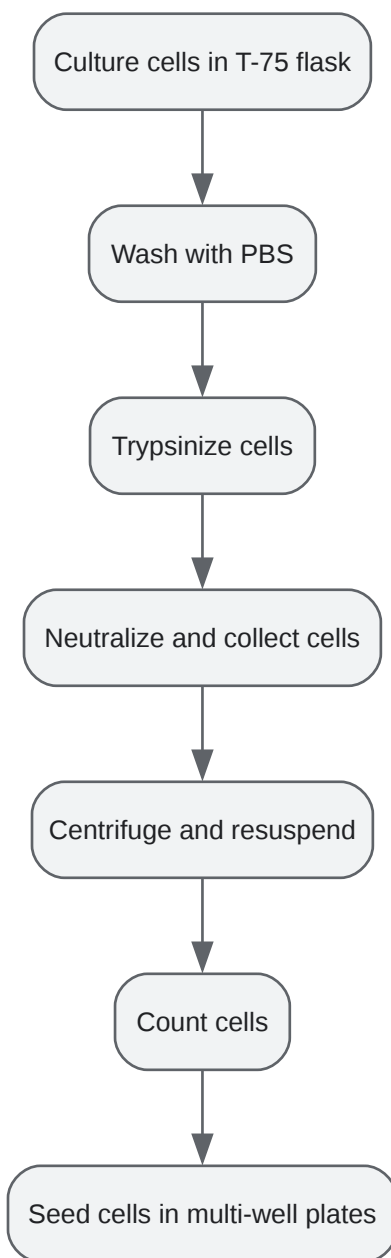 Culture cells in T-75 flask
Wash with PBS
Trypsinize cells
Neutralize and collect cells
Centrifuge and resuspend
Count cells
Seed cells in multi-well plates